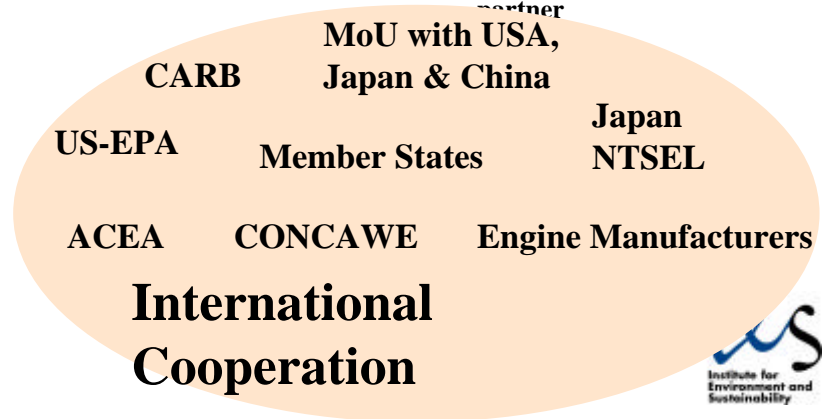 partner
MoU with USA,
Japan & China
CARB
Japan
NTSEL
US-EPA
Member States
ACEA CONCAWE Engine Manufacturers
International
Cooperation
Institute for
Environment and
Sustainability